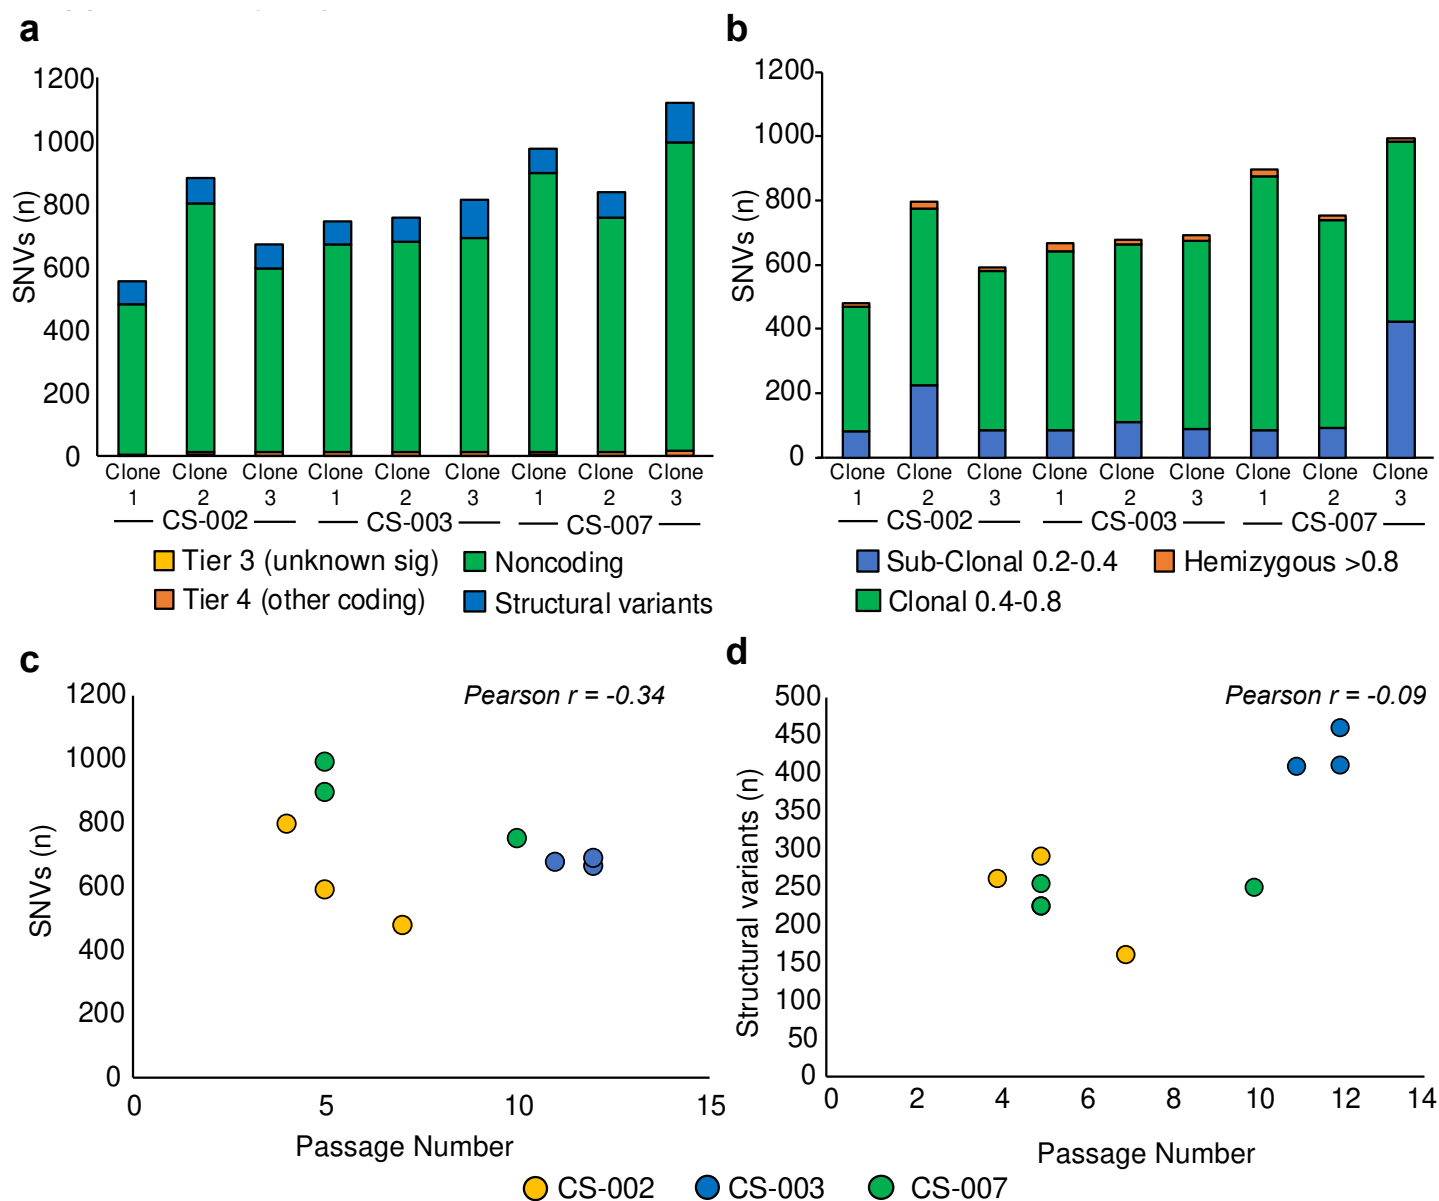 a
1200
1000
800
600
400
200
0
SNVs (n)
Clone 1 Clone 2 Clone 3 Clone 1 Clone 2 Clone 3 Clone 1 Clone 2 Clone 3
CS-002 CS-003 CS-007
Tier 3 (unknown sig) Noncoding
Tier 4 (other coding) Structural variants
b
1200
1000
800
600
400
200
0
SNVs (n)
Clone 1 Clone 2 Clone 3 Clone 1 Clone 2 Clone 3 Clone 1 Clone 2 Clone 3
CS-002 CS-003 CS-007
Sub-Clonal 0.2-0.4 Hemizygous >0.8
Clonal 0.4-0.8
c
Pearson r = -0.34
1200
1000
800
600
400
200
0
SNVs (n)
0 5 10 15
Passage Number
d
Pearson r = -0.09
500
450
400
350
300
250
200
150
100
50
0
Structural variants (n)
0 2 4 6 8 10 12 14
Passage Number
CS-002 CS-003 CS-007